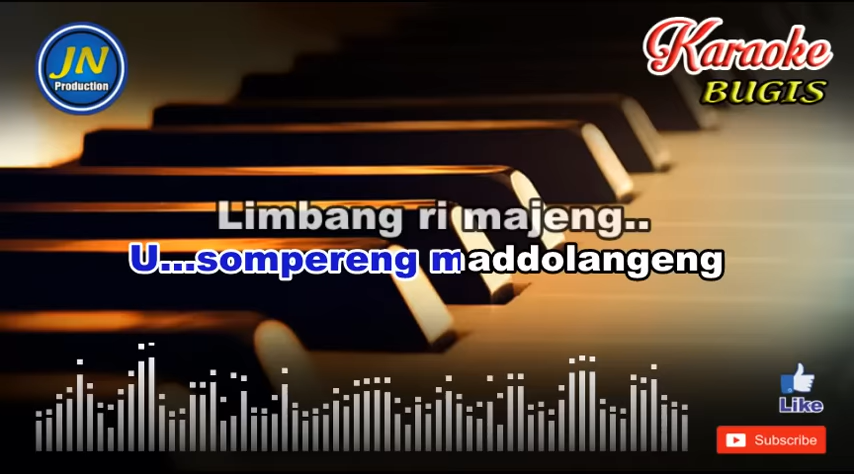 JN
Production
Karaoke
BUGIS
Limbang ri majeng..
U...sompereng maddolangeng
Like
Subscribe